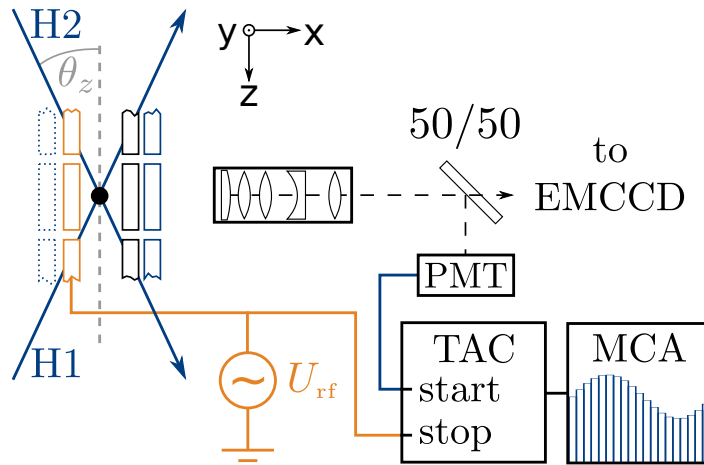 H2
θz
y
x
z
50/50
to
EMCCD
PMT
H1
Urf
TAC
start
stop
MCA